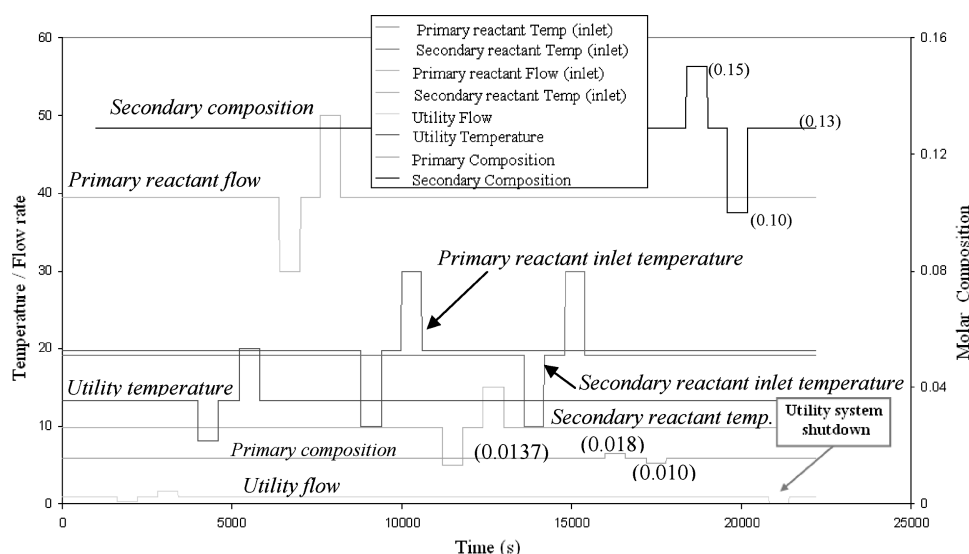 Primary reactant Temp (inlet)
Secondary reactant Temp (inlet)
Primary reactant Flow (inlet)
Secondary reactant Temp (inlet)
Utility Flow
Utility Temperature
Primary Composition
Secondary Composition
60
50
40
30
20
10
0
Temperature / Flow rate
0.16
0.12
0.08
0.04
0
Molar Composition
Secondary composition
(0.15)
(0.13)
(0.10)
Primary reactant flow
Primary reactant inlet temperature
Utility temperature
Secondary reactant inlet temperature
Secondary reactant temp.
Utility system
shutdown
Primary composition
(0.0137)
(0.018)
(0.010)
Utility flow
0
5000
10000
15000
20000
25000
Time (s)